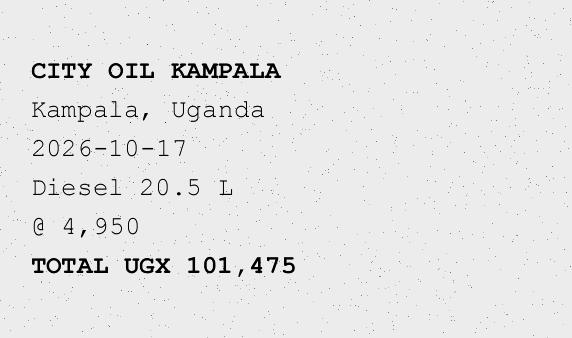 CITY OIL KAMPALA
Kampala, Uganda
2026-10-17
Diesel 20.5 L
@ 4,950
TOTAL UGX 101,475